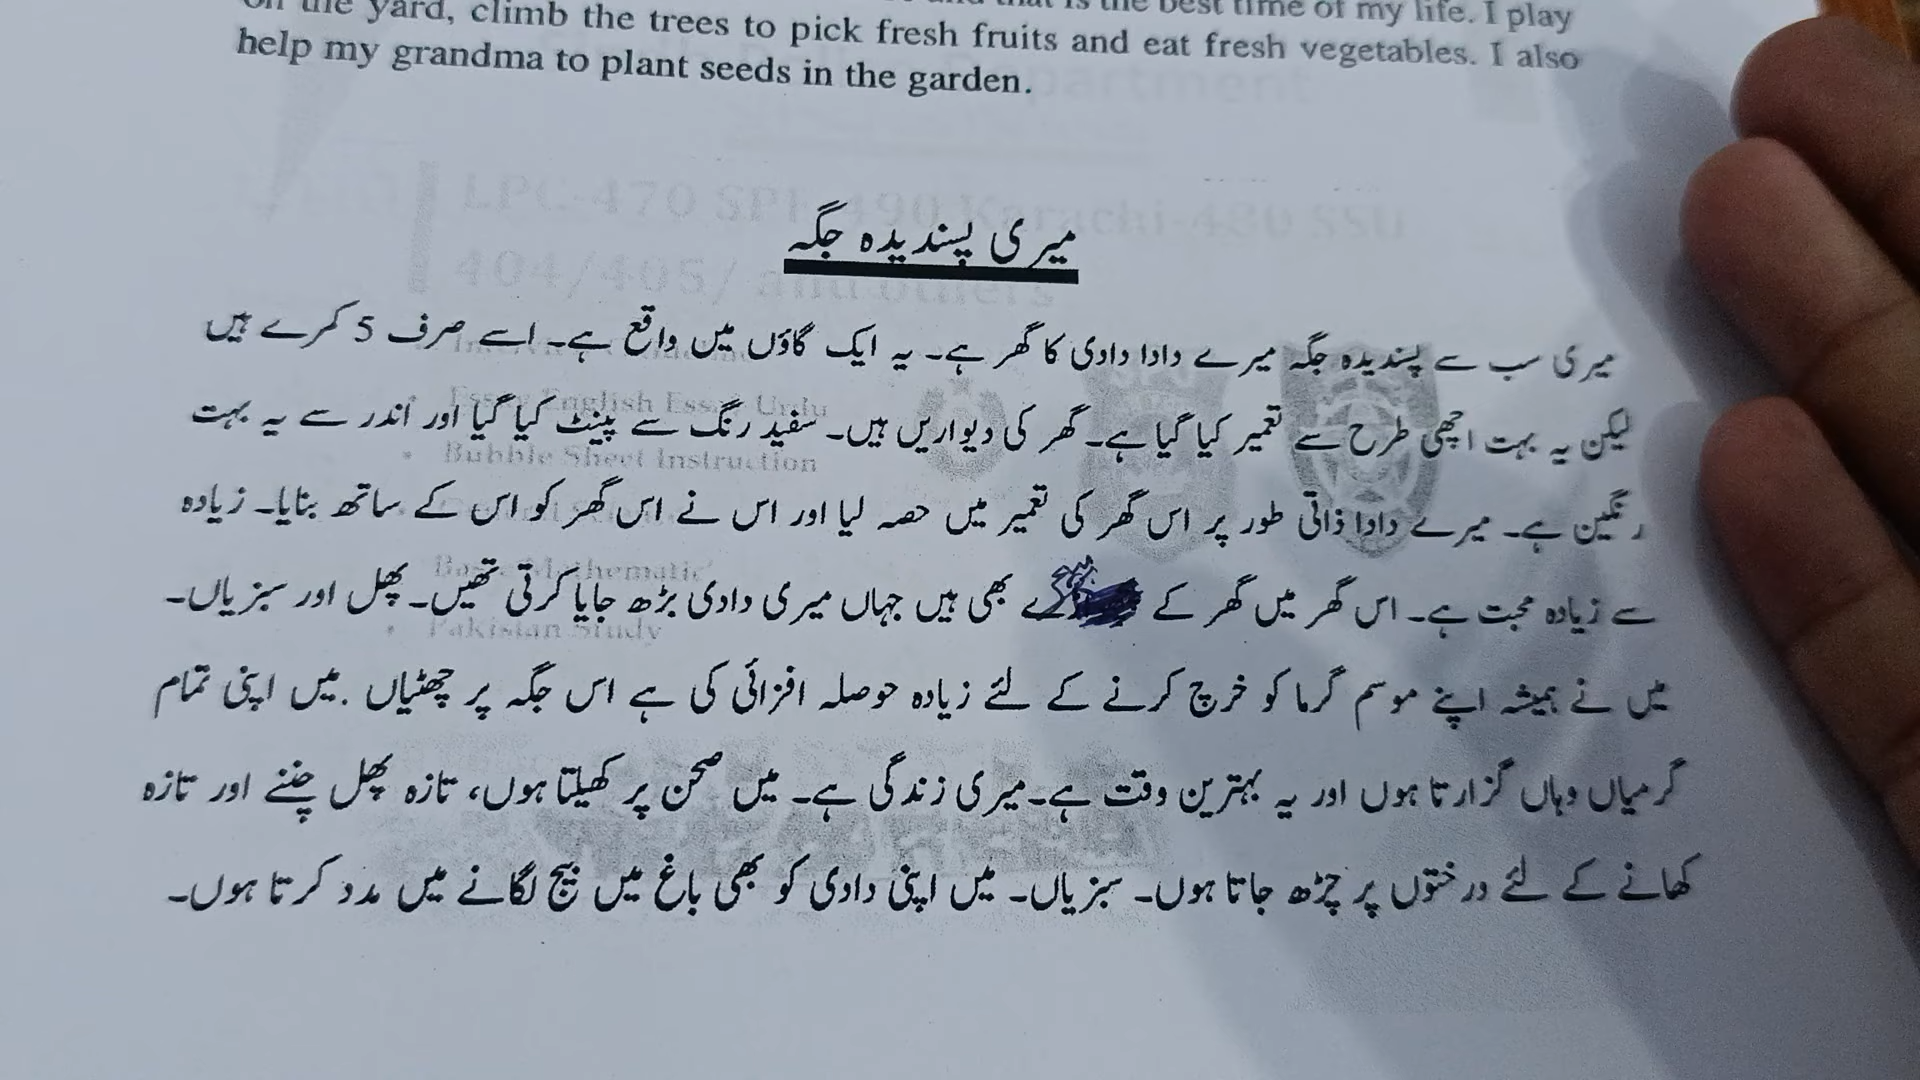 on the yard, climb the trees to pick fresh fruits and eat fresh vegetables. I also
help my grandma to plant seeds in the garden.
is the best time of my life. I play
میری پسندیدہ جگہ
میری سب سے پسندیدہ جگہ میرے دادا دادی کا گھر ہے۔ یہ ایک گاؤں میں واقع ہے۔ اسے صرف 5 کمرے ہیں
لیکن یہ بہت اچھی طرح سے تعمیر کیا گیا ہے۔ گھر کی دیواریں ہیں۔ سفید رنگ سے پینٹ کیا گیا اور اندر سے یہ بہت
رنگین ہے۔ میرے دادا ذاتی طور پر اس گھر کی تعمیر میں حصہ لیا اور اس نے اس گھر کو اس کے ساتھ بنایا۔ زیادہ
سے زیادہ محبت ہے۔ اس گھر میں گھر کے بھی ہیں جہاں میری دادی بڑھ جایا کرتی تھیں۔ پھل اور سبزیاں۔
میں نے ہمیشہ اپنے موسم گرما کو خرچ کرنے کے لئے زیادہ حوصلہ افزائی کی ہے اس جگہ پر چھٹیاں .میں اپنی تمام
گرمیاں وہاں گزارتا ہوں اور یہ بہترین وقت ہے۔میری زندگی ہے۔ میں صحن پر کھیلتا ہوں، تازہ پھل چننے اور تازہ
کھانے کے لئے درختوں پر چڑھ جاتا ہوں۔ سبزیاں۔ میں اپنی دادی کو بھی باغ میں بیج لگانے میں مدد کرتا ہوں۔